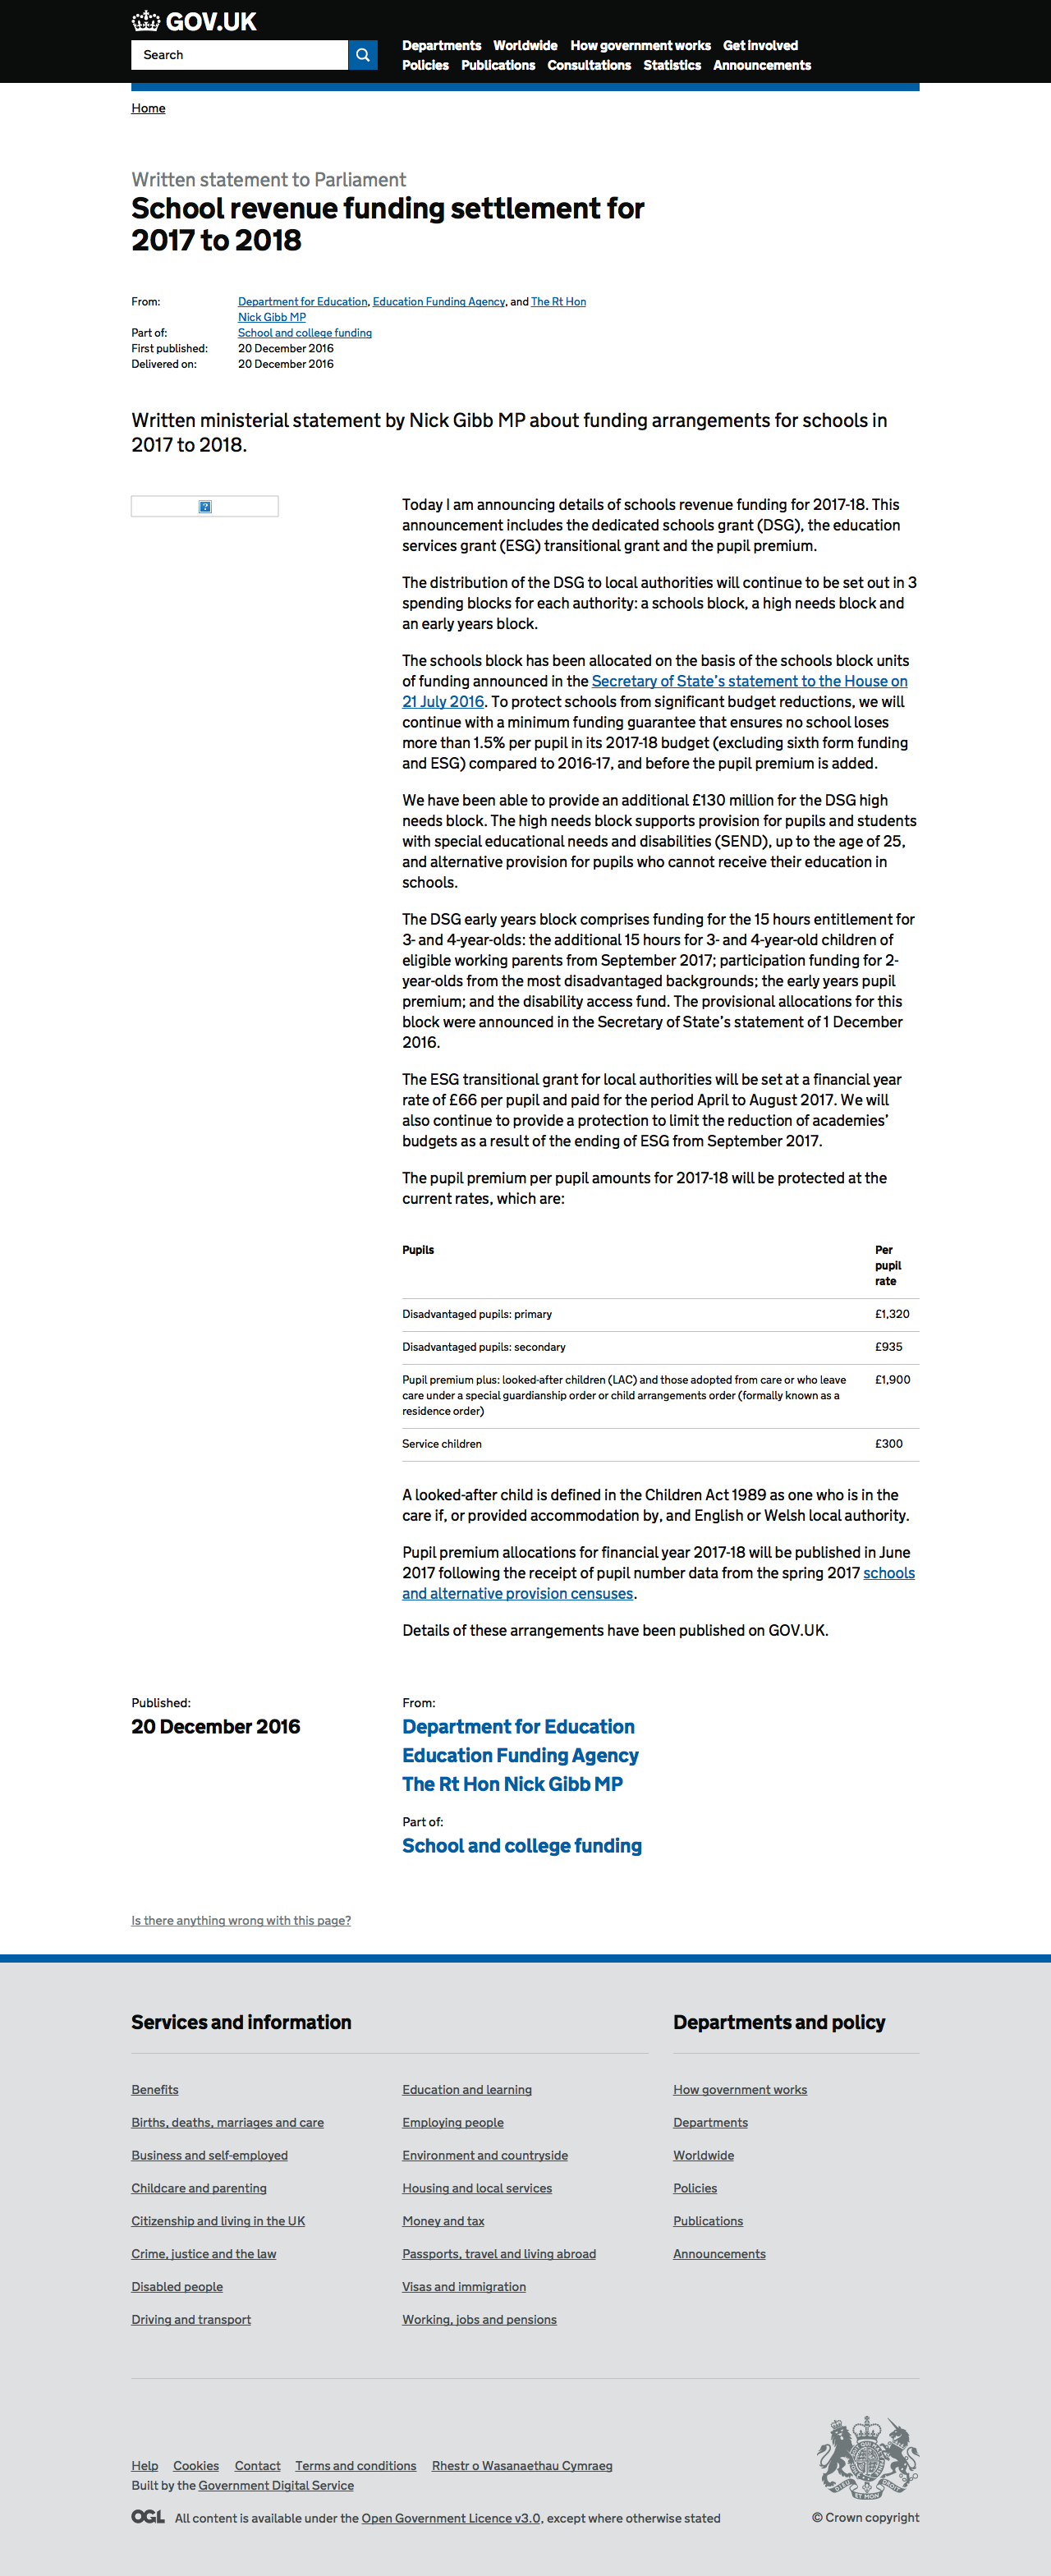 GOV.UK
Search
Departments Worldwide How government works Get involved
Policies Publications Consultations Statistics Announcements
Home
Written statement to Parliament
School revenue funding settlement for
2017 to 2018
From: Department for Education, Education Funding Agency, and The Rt Hon
Nick Gibb MP
Part of: School and college funding
First published: 20 December 2016
Delivered on: 20 December 2016
Written ministerial statement by Nick Gibb MP about funding arrangements for schools in
2017 to 2018.
Today I am announcing details of schools revenue funding for 2017-18. This
announcement includes the dedicated schools grant (DSG), the education
services grant (ESG) transitional grant and the pupil premium.
The distribution of the DSG to local authorities will continue to be set out in 3
spending blocks for each authority: a schools block, a high needs block and
an early years block.
The schools block has been allocated on the basis of the schools block units
of funding announced in the Secretary of State's statement to the House on
21 July 2016. To protect schools from significant budget reductions, we will
continue with a minimum funding guarantee that ensures no school loses
more than 1.5% per pupil in its 2017-18 budget (excluding sixth form funding
and ESG) compared to 2016-17, and before the pupil premium is added.
We have been able to provide an additional £130 million for the DSG high
needs block. The high needs block supports provision for pupils and students
with special educational needs and disabilities (SEND), up to the age of 25,
and alternative provision for pupils who cannot receive their education in
schools.
The DSG early years block comprises funding for the 15 hours entitlement for
3- and 4-year-olds: the additional 15 hours for 3- and 4-year-old children of
eligible working parents from September 2017; participation funding for 2-
year-olds from the most disadvantaged backgrounds; the early years pupil
premium; and the disability access fund. The provisional allocations for this
block were announced in the Secretary of State's statement of 1 December
2016.
The ESG transitional grant for local authorities will be set at a financial year
rate of £66 per pupil and paid for the period April to August 2017. We will
also continue to provide a protection to limit the reduction of academies'
budgets as a result of the ending of ESG from September 2017.
The pupil premium per pupil amounts for 2017-18 will be protected at the
current rates, which are:
Pupils Per
pupil
rate
Disadvantaged pupils: primary £1,320
Disadvantaged pupils: secondary £935
Pupil premium plus: looked-after children (LAC) and those adopted from care or who leave £1,900
care under a special guardianship order or child arrangements order (formally known as a
residence order)
Service children £300
A looked-after child is defined in the Children Act 1989 as one who is in the
care if, or provided accommodation by, and English or Welsh local authority.
Pupil premium allocations for financial year 2017-18 will be published in June
2017 following the receipt of pupil number data from the spring 2017 schools
and alternative provision censuses.
Details of these arrangements have been published on GOV.UK.
Published:
20 December 2016
From:
Department for Education
Education Funding Agency
The Rt Hon Nick Gibb MP
Part of:
School and college funding
Is there anything wrong with this page?
Services and information
Benefits
Births, deaths, marriages and care
Business and self-employed
Childcare and parenting
Citizenship and living in the UK
Crime, justice and the law
Disabled people
Driving and transport
Education and learning
Employing people
Environment and countryside
Housing and local services
Money and tax
Passports, travel and living abroad
Visas and immigration
Working, jobs and pensions
Departments and policy
How government works
Departments
Worldwide
Policies
Publications
Announcements
Help Cookies Contact Terms and conditions Rhestr o Wasanaethau Cymraeg
Built by the Government Digital Service
OGL All content is available under the Open Government Licence v3.0, except where otherwise stated
© Crown copyright